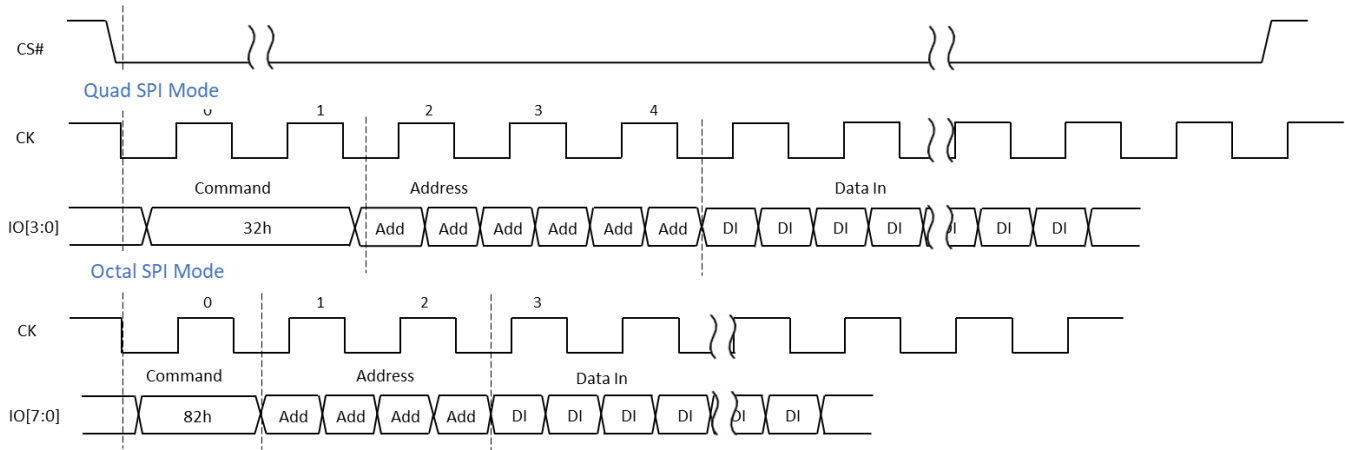 CS#
Quad SPI Mode
0 1 2 3 4
CK
Command Address Data In
IO[3:0] 32h Add Add Add Add Add Add DI DI DI DI DI DI DI
Octal SPI Mode
0 1 2 3
CK
Command Address Data In
IO[7:0] 82h Add Add Add Add DI DI DI DI DI DI